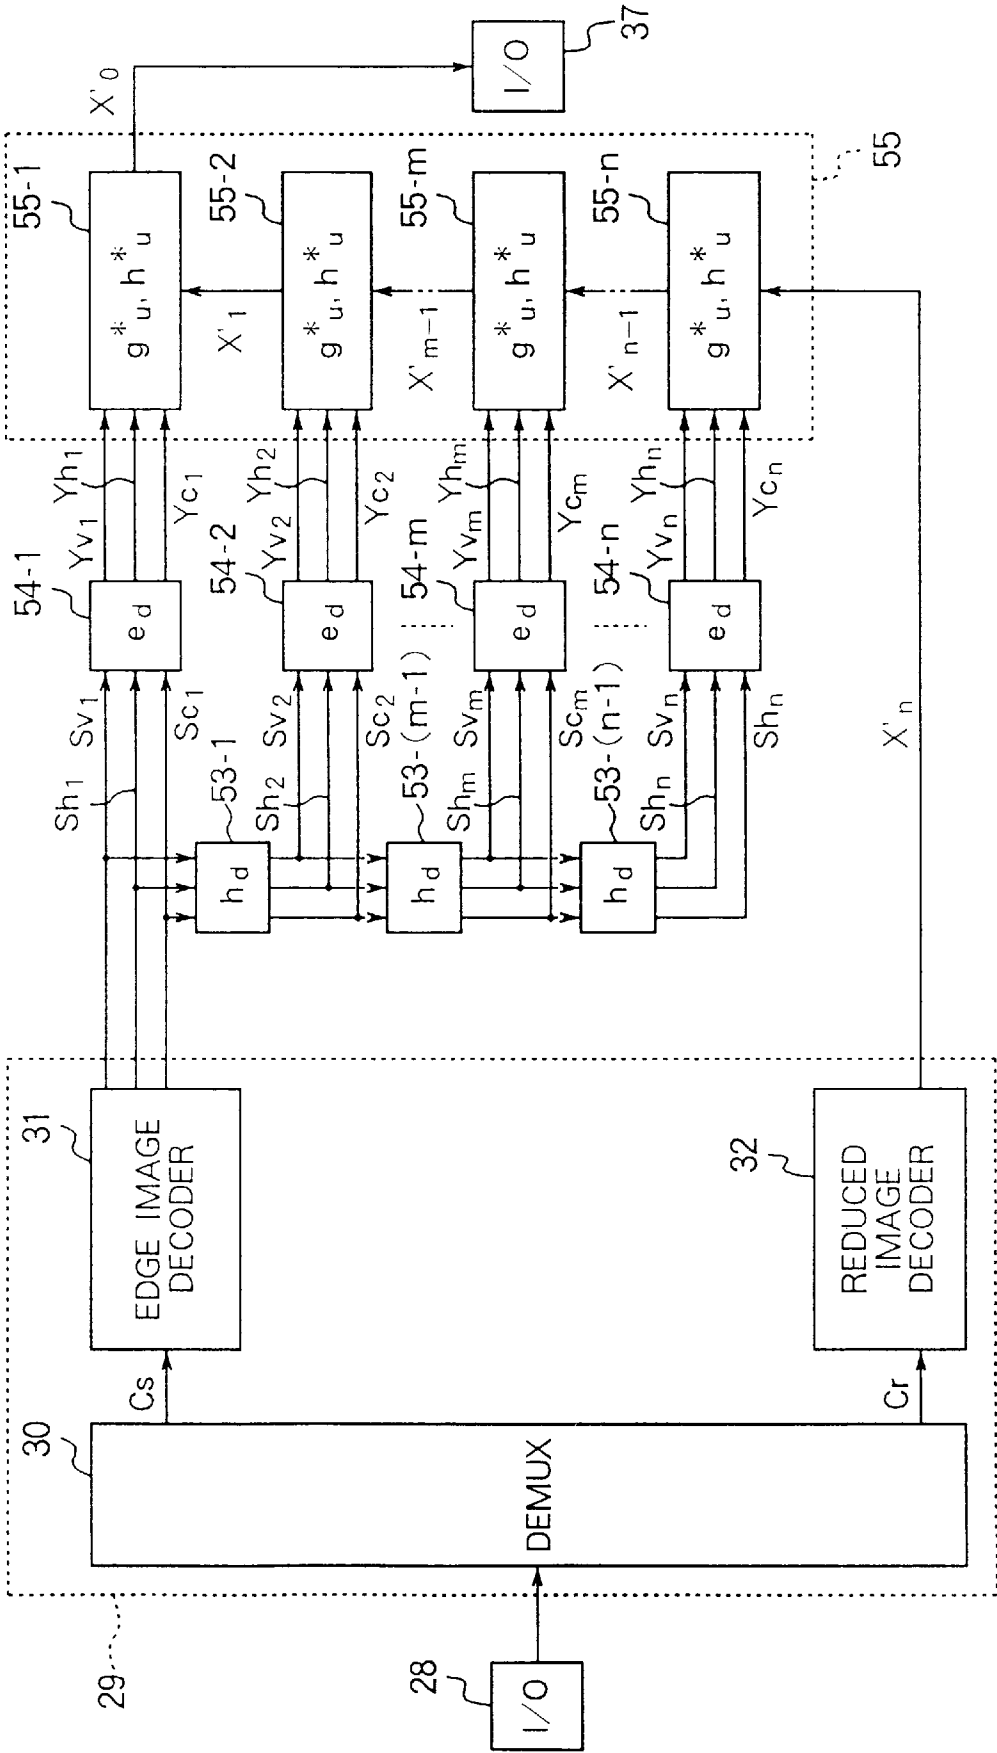 28
I/O
29
30
DEMUX
Cs
Cr
31
EDGE IMAGE
DECODER
32
REDUCED
IMAGE
DECODER
Sh1
Sv1
Sc1
53-1
hd
Sh2
Sv2
Sc2
53-(m-1)
hd
Shm
Svm
Scm
53-(n-1)
hd
Shn
Svn
Shn
X'n
54-1
ed
54-2
ed
54-m
ed
54-n
ed
Yv1
Yh1
Yc1
Yv2
Yh2
Yc2
Yvm
Yhm
Ycm
Yvn
Yhn
Ycn
55-1
g*u, h*u
X'1
55-2
g*u, h*u
X'm-1
55-m
g*u, h*u
X'n-1
55-n
g*u, h*u
55
X'0
I/O
37